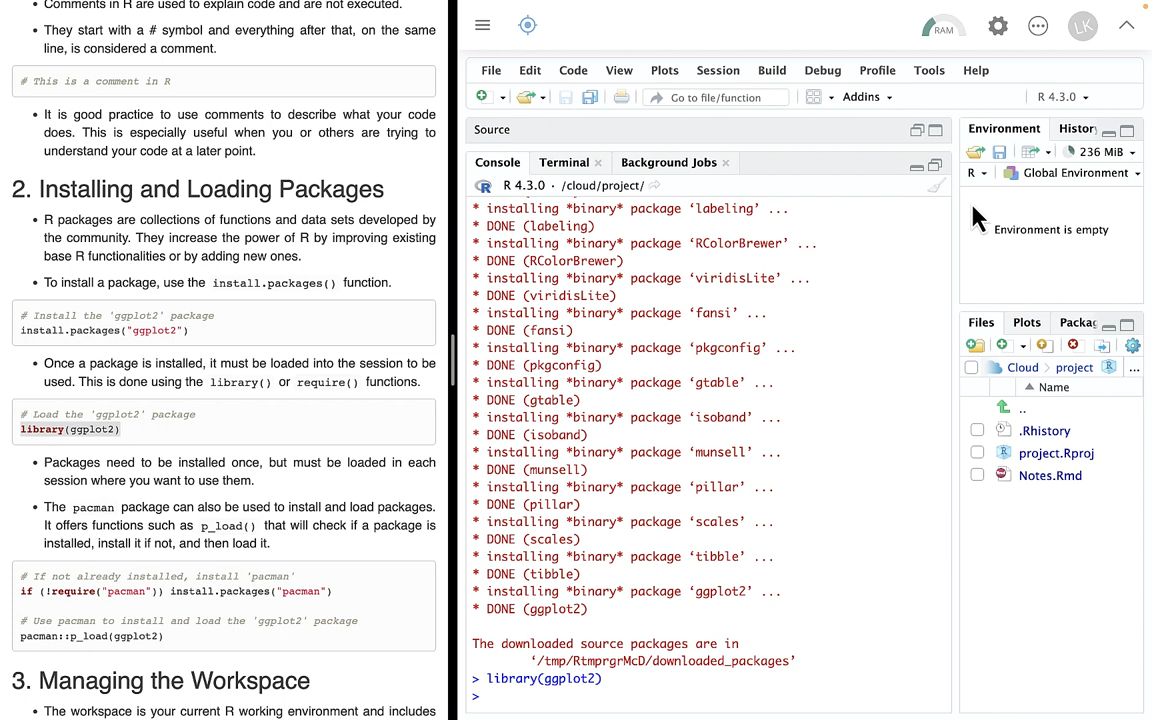 Comments in R are used to explain code and are not executed.
• They start with a # symbol and everything after that, on the same
line, is considered a comment.
# This is a comment in R
• It is good practice to use comments to describe what your code
does. This is especially useful when you or others are trying to
understand your code at a later point.
2. Installing and Loading Packages
• R packages are collections of functions and data sets developed by
the community. They increase the power of R by improving existing
base R functionalities or by adding new ones.
• To install a package, use the install.packages() function.
# Install the 'ggplot2' package
install.packages("ggplot2")
• Once a package is installed, it must be loaded into the session to be
used. This is done using the library() or require() functions.
# Load the 'ggplot2' package
library(ggplot2)
• Packages need to be installed once, but must be loaded in each
session where you want to use them.
• The pacman package can also be used to install and load packages.
It offers functions such as p_load() that will check if a package is
installed, install it if not, and then load it.
# If not already installed, install 'pacman'
if (!require("pacman")) install.packages("pacman")
# Use pacman to install and load the 'ggplot2' package
pacman::p_load(ggplot2)
3. Managing the Workspace
• The workspace is your current R working environment and includes
RAM
LK
File Edit Code View Plots Session Build Debug Profile Tools Help
Go to file/function
Addins
R 4.3.0
Source
Console Terminal Background Jobs
R 4.3.0 · /cloud/project/
* installing *binary* package ‘labeling’ ...
* DONE (labeling)
* installing *binary* package ‘RColorBrewer’ ...
* DONE (RColorBrewer)
* installing *binary* package ‘viridisLite’ ...
* DONE (viridisLite)
* installing *binary* package ‘fansi’ ...
* DONE (fansi)
* installing *binary* package ‘pkgconfig’ ...
* DONE (pkgconfig)
* installing *binary* package ‘gtable’ ...
* DONE (gtable)
* installing *binary* package ‘isoband’ ...
* DONE (isoband)
* installing *binary* package ‘munsell’ ...
* DONE (munsell)
* installing *binary* package ‘pillar’ ...
* DONE (pillar)
* installing *binary* package ‘scales’ ...
* DONE (scales)
* installing *binary* package ‘tibble’ ...
* DONE (tibble)
* installing *binary* package ‘ggplot2’ ...
* DONE (ggplot2)
The downloaded source packages are in
‘/tmp/RtmprgrMcD/downloaded_packages’
> library(ggplot2)
>
Environment Histor
236 MiB
R Global Environment
Environment is empty
Files Plots Packag
Cloud project ...
Name
..
.Rhistory
project.Rproj
Notes.Rmd